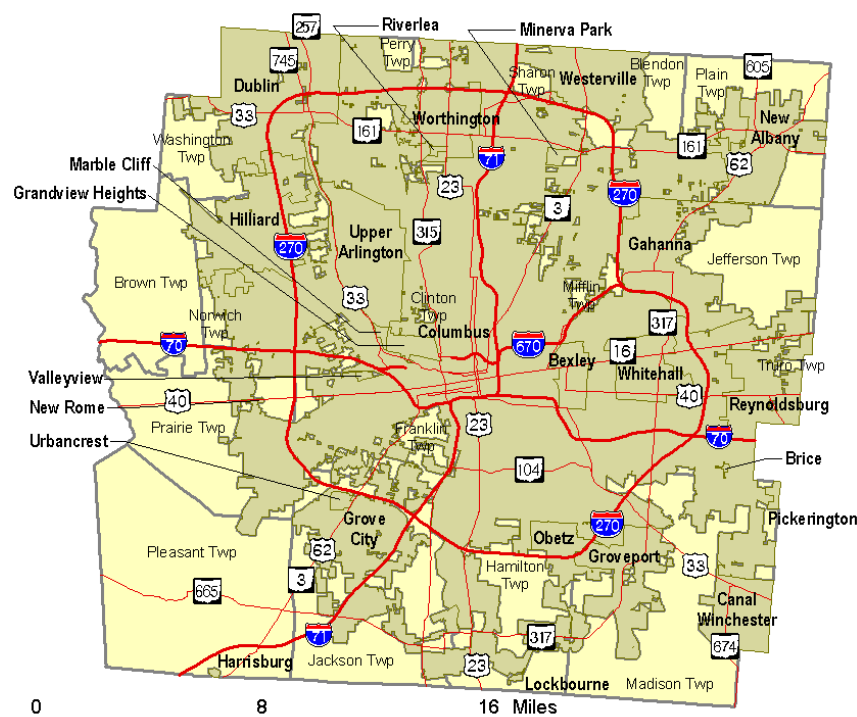 257
Riverlea
Minerva Park
745
Perry
Twp
Sharon
Twp
Westerville
Blendon
Twp
Plain
Twp
605
Dublin
33
161
Worthington
New
Albany
Washington
Twp
71
161
62
Marble Cliff
Grandview Heights
23
270
3
Hilliard
270
Upper
Arlington
315
Gahanna
Jefferson Twp
Brown Twp
33
Clinton
Twp
Mifflin
Twp
Norwich
Twp
Columbus
317
70
670
16
Bexley
Truro Twp
Valleyview
Whitehall
New Rome
40
40
Reynoldsburg
Prairie Twp
Franklin
Twp
23
70
Urbancrest
104
Brice
Grove
City
270
Pickerington
Pleasant Twp
62
Obetz
Groveport
Hamilton
Twp
33
665
3
Canal
Winchester
71
317
674
Harrisburg
Jackson Twp
23
Lockbourne
Madison Twp
0 8 16 Miles